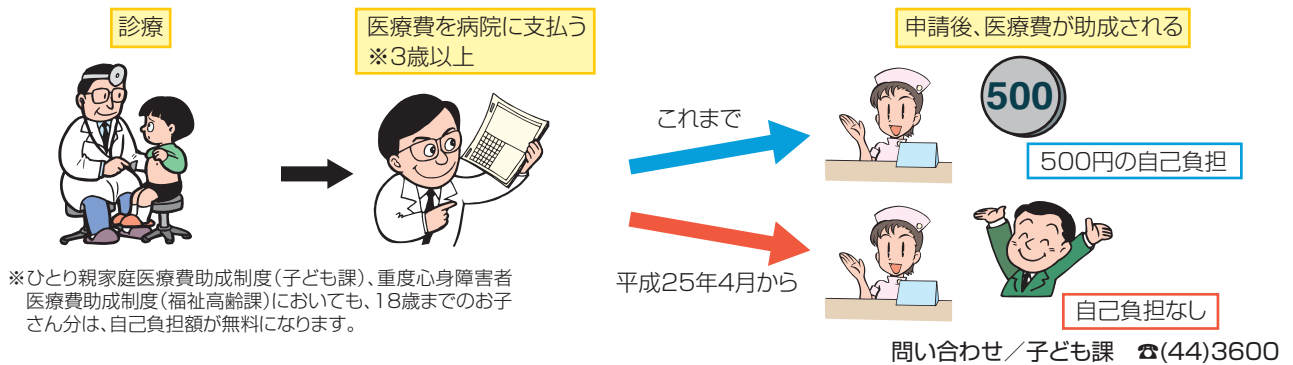 診療
医療費を病院に支払う
※3歳以上
申請後、医療費が助成される
これまで
500
500円の自己負担
平成25年4月から
自己負担なし
※ひとり親家庭医療費助成制度(子ども課)、重度心身障害者
医療費助成制度(福祉高齢課)においても、18歳までのお子
さん分は、自己負担額が無料になります。
問い合わせ／子ども課　☎(44)3600